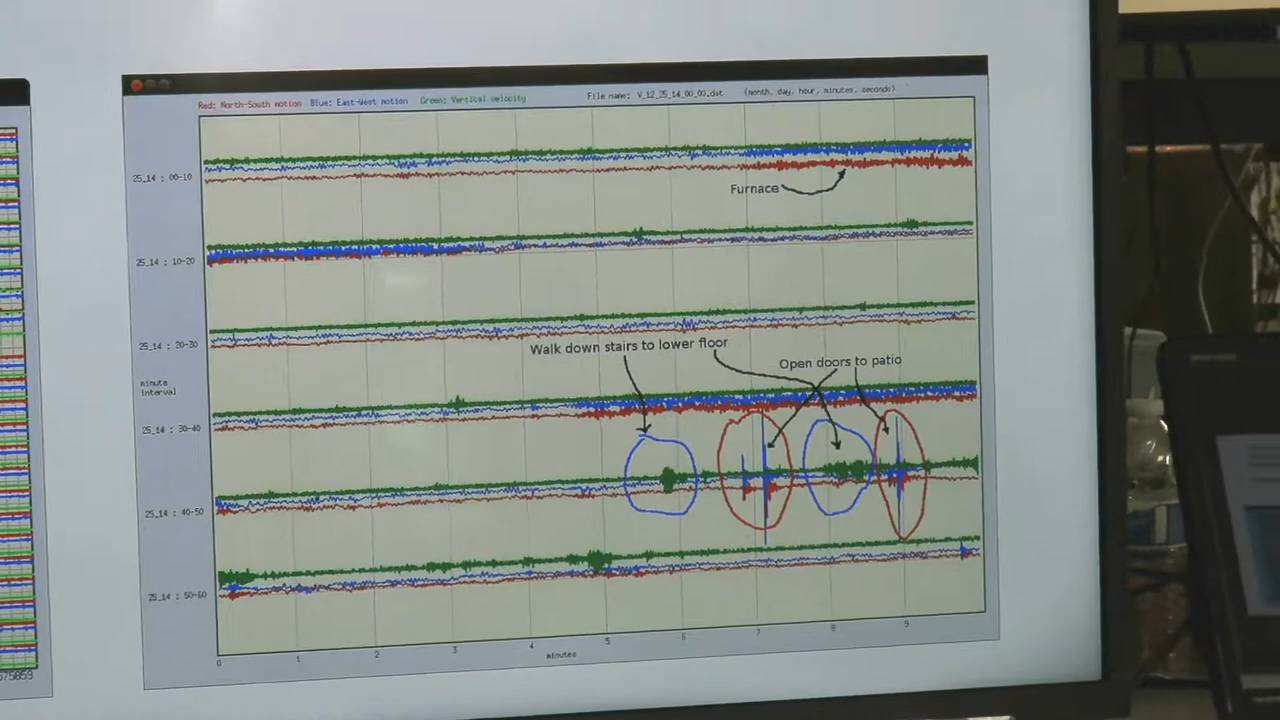 Red: North-South motion Blue: East-West motion Green: Vertical velocity File name: V_12_25_14_00_00.dst (month, day, hour, minutes, seconds)
25_14 : 00-10
Furnace
25_14 : 10-20
25_14 : 20-30
Walk down stairs to lower floor
Open doors to patio
minute
interval
25_14 : 30-40
25_14 : 40-50
25_14 : 50-60
0 1 2 3 4 5 6 7 8 9
minutes